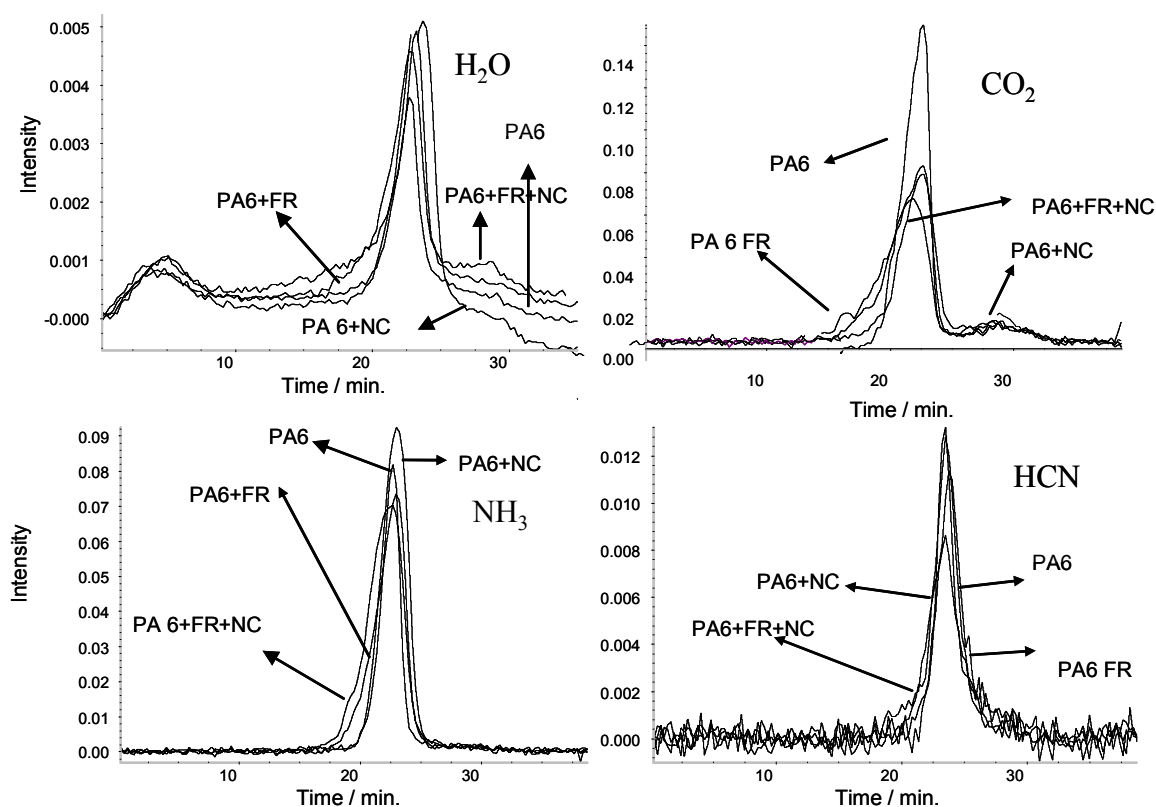 0.005
0.004
0.003
0.002
0.001
-0.000
Intensity
H2O
PA6
PA6+FR
PA6+FR+NC
PA 6+NC
10
20
30
Time / min.
0.14
0.12
0.10
0.08
0.06
0.04
0.02
0.00
CO2
PA6
PA6+FR+NC
PA 6 FR
PA6+NC
10
20
30
Time / min.
0.09
0.08
0.07
0.06
0.05
0.04
0.03
0.02
0.01
0.00
Intensity
PA6
PA6+NC
PA6+FR
NH3
PA 6+FR+NC
10
20
30
Time / min.
0.012
0.010
0.008
0.006
0.004
0.002
0.000
HCN
PA6
PA6+NC
PA6+FR+NC
PA6 FR
10
20
30
Time / min.